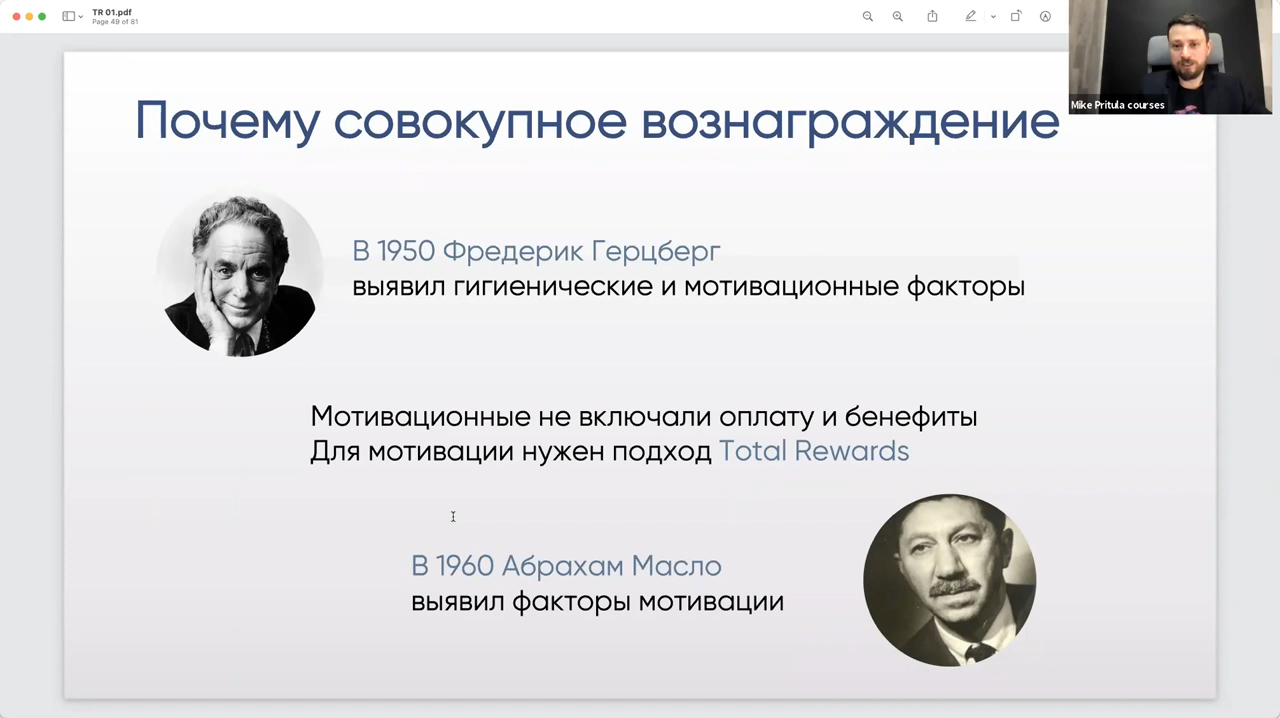 TR 01.pdf
Page 49 of 81
Mike Pritula courses
Почему совокупное вознаграждение
В 1950 Фредерик Герцберг
выявил гигиенические и мотивационные факторы
Мотивационные не включали оплату и бенефиты
Для мотивации нужен подход Total Rewards
В 1960 Абрахам Масло
выявил факторы мотивации